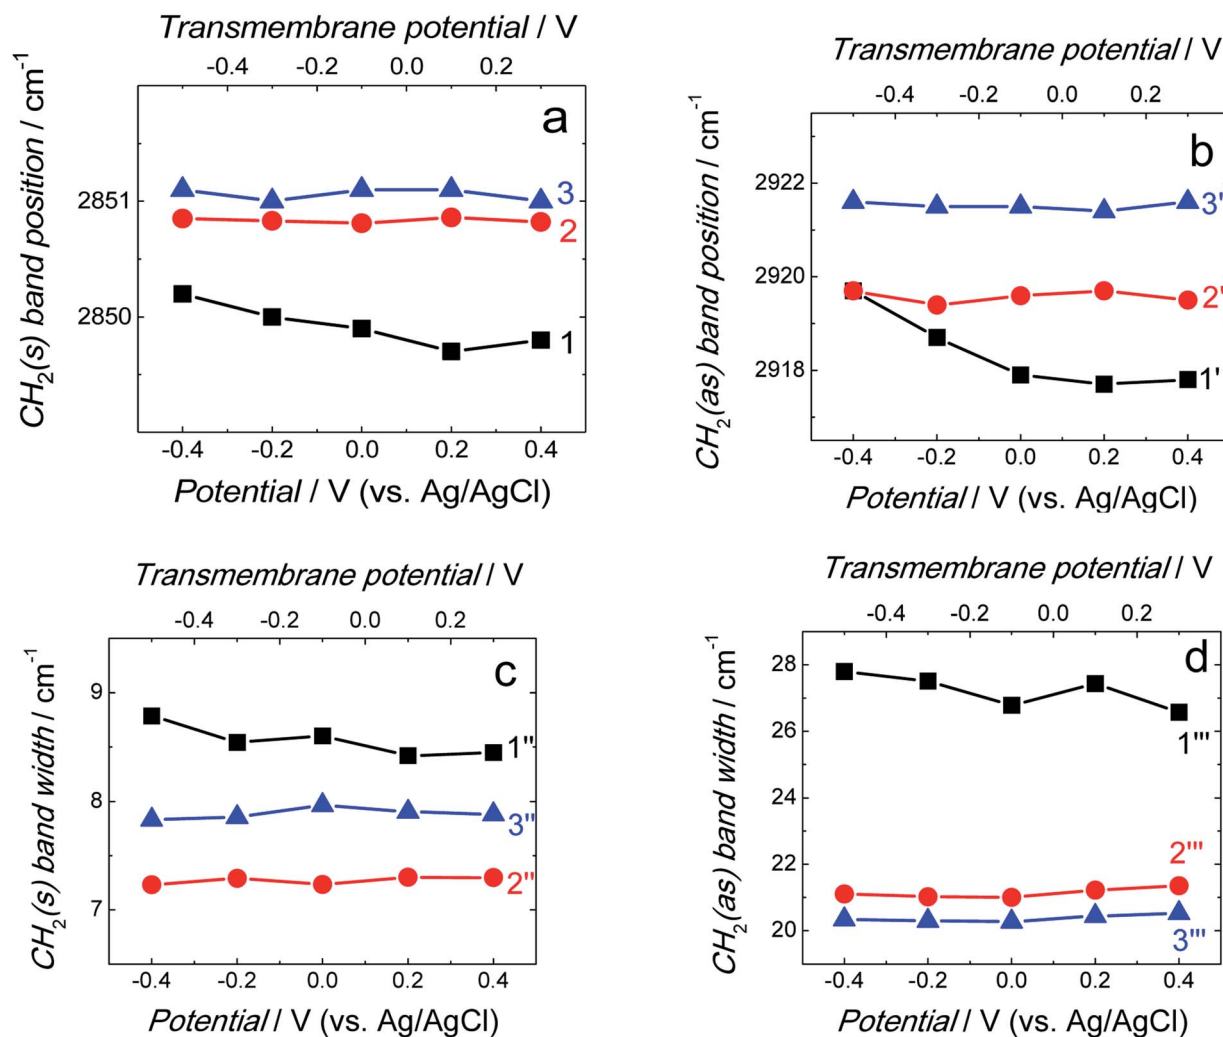 Transmembrane potential / V
-0.4 -0.2 0.0 0.2
a
CH₂(s) band position / cm⁻¹
2851
2850
3
2
1
-0.4 -0.2 0.0 0.2 0.4
Potential / V (vs. Ag/AgCl)
Transmembrane potential / V
-0.4 -0.2 0.0 0.2
b
CH₂(as) band position / cm⁻¹
2922
2920
2918
3'
2'
1'
-0.4 -0.2 0.0 0.2 0.4
Potential / V (vs. Ag/AgCl)
Transmembrane potential / V
-0.4 -0.2 0.0 0.2
c
CH₂(s) band width / cm⁻¹
9
8
7
1"
3"
2"
-0.4 -0.2 0.0 0.2 0.4
Potential / V (vs. Ag/AgCl)
Transmembrane potential / V
-0.4 -0.2 0.0 0.2
d
CH₂(as) band width / cm⁻¹
28
26
24
22
20
1'''
2'''
3'''
-0.4 -0.2 0.0 0.2 0.4
Potential / V (vs. Ag/AgCl)